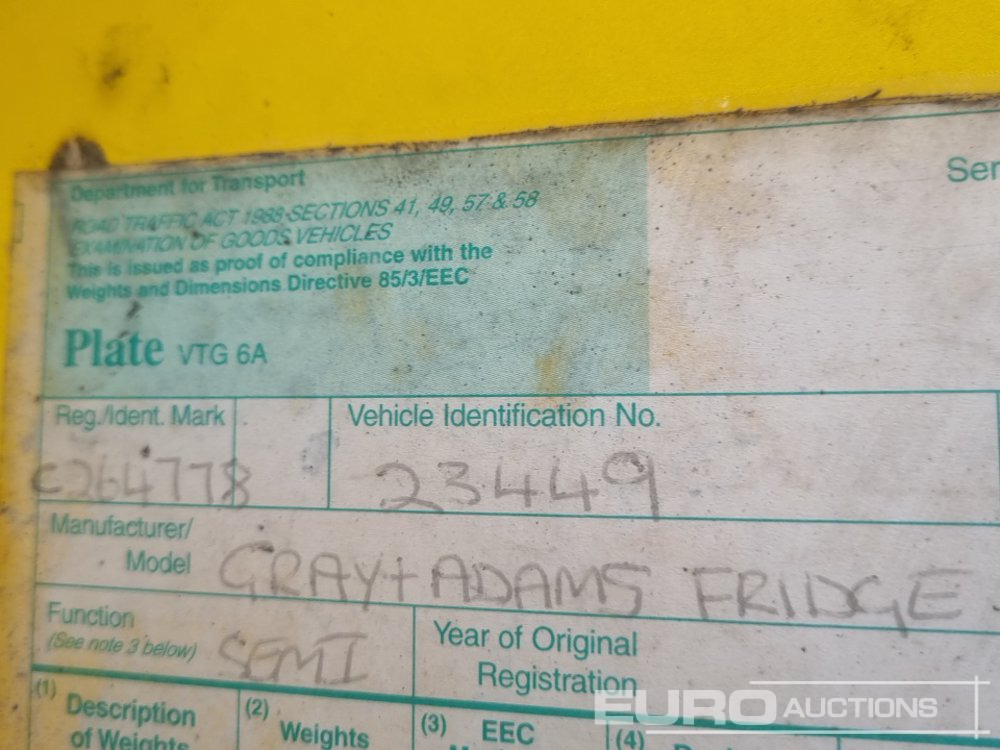 Department for Transport
Ser
ROAD TRAFFIC ACT 1988-SECTIONS 41, 49, 57 & 58
EXAMINATION OF GOODS VEHICLES
This is issued as proof of compliance with the
Weights and Dimensions Directive 85/3/EEC
Plate VTG 6A
Reg./Ident. Mark
Vehicle Identification No.
C264778
23449
Manufacturer/
Model GRAY+ADAMS FRIDGE
Function
(See note 3 below) SEMI
Year of Original
Registration
(1) Description
of Weights
(2) Weights
(3) EEC
(4)
EURO AUCTIONS